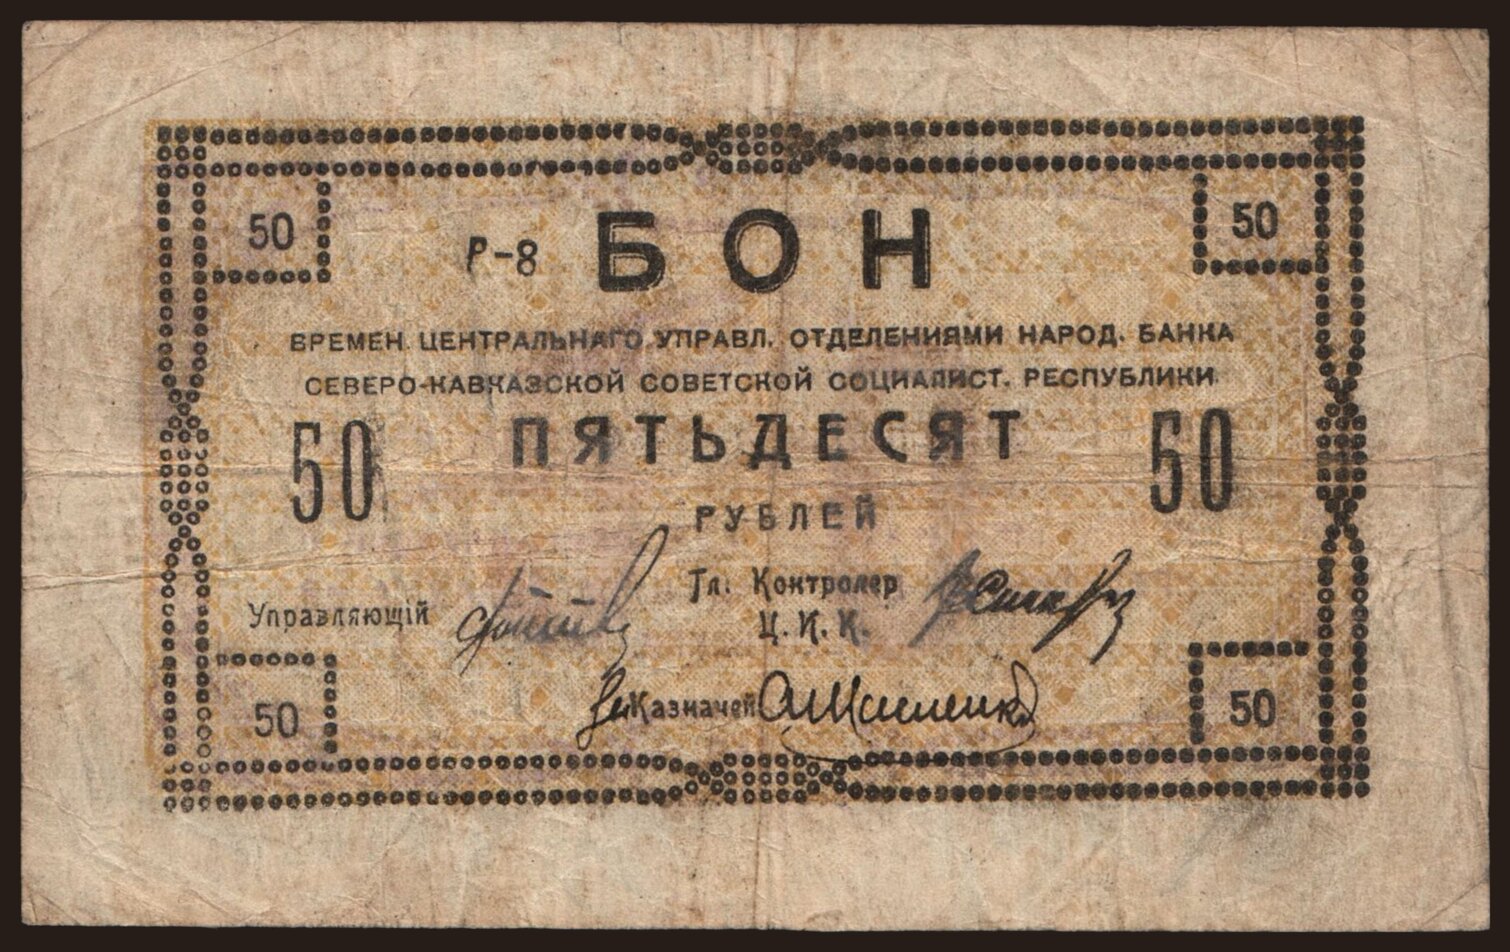 50 50
Р-8 БОН
ВРЕМЕН. ЦЕНТРАЛЬНАГО УПРАВЛ. ОТДЕЛЕНИЯМИ НАРОД. БАНКА
СЕВЕРО-КАВКАЗСКОЙ СОВЕТСКОЙ СОЦИАЛИСТ. РЕСПУБЛИКИ
50 ПЯТЬДЕСЯТ 50
РУБЛЕЙ
Управляющій Гл. Контролер
Ц. К. К.
Казначей
50 50